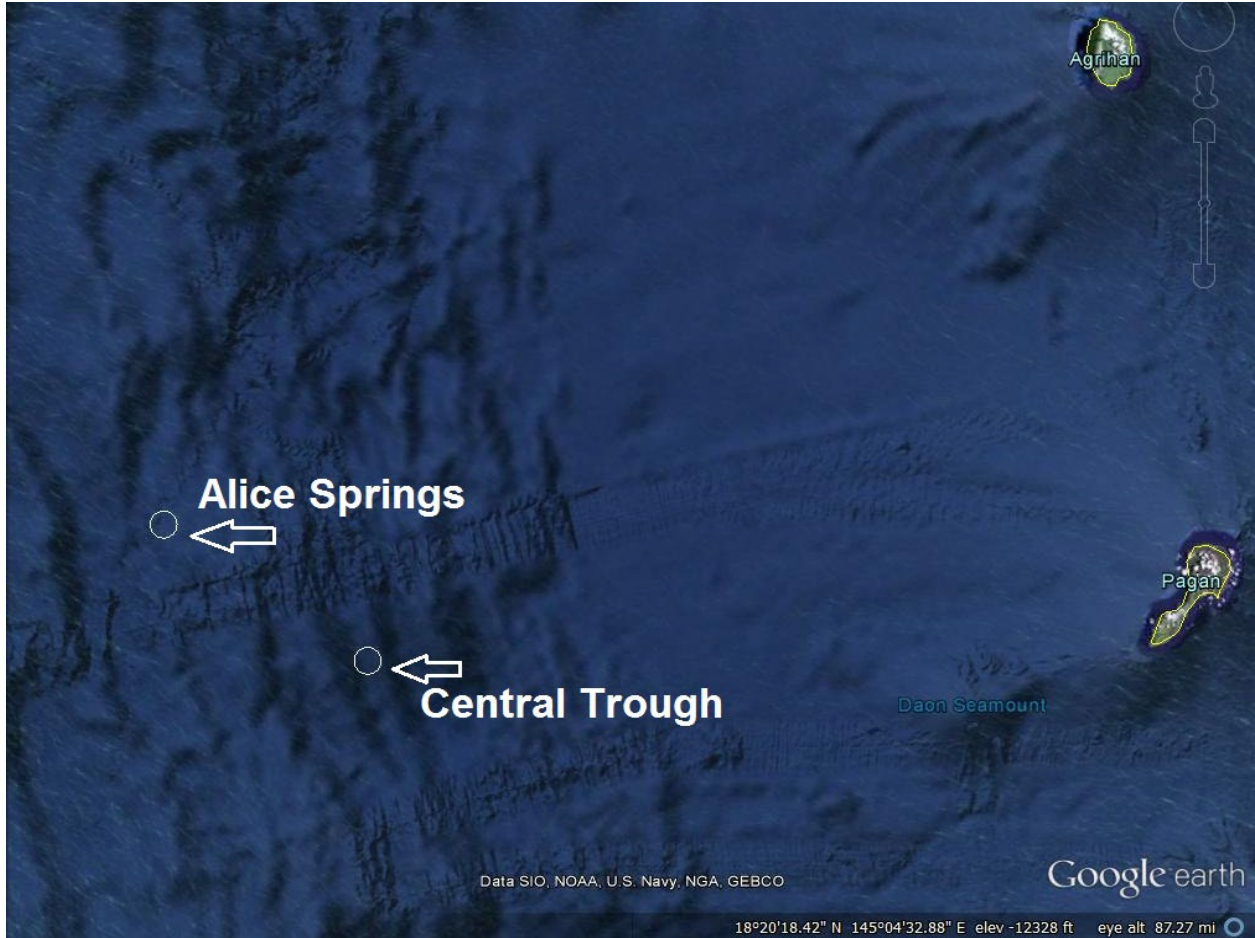 Agrihan
Alice Springs
Pagan
Central Trough
Daon Seamount
Data SIO, NOAA, U.S. Navy, NGA, GEBCO
Google earth
18°20'18.42" N 145°04'32.88" E elev -12328 ft eye alt 87.27 mi